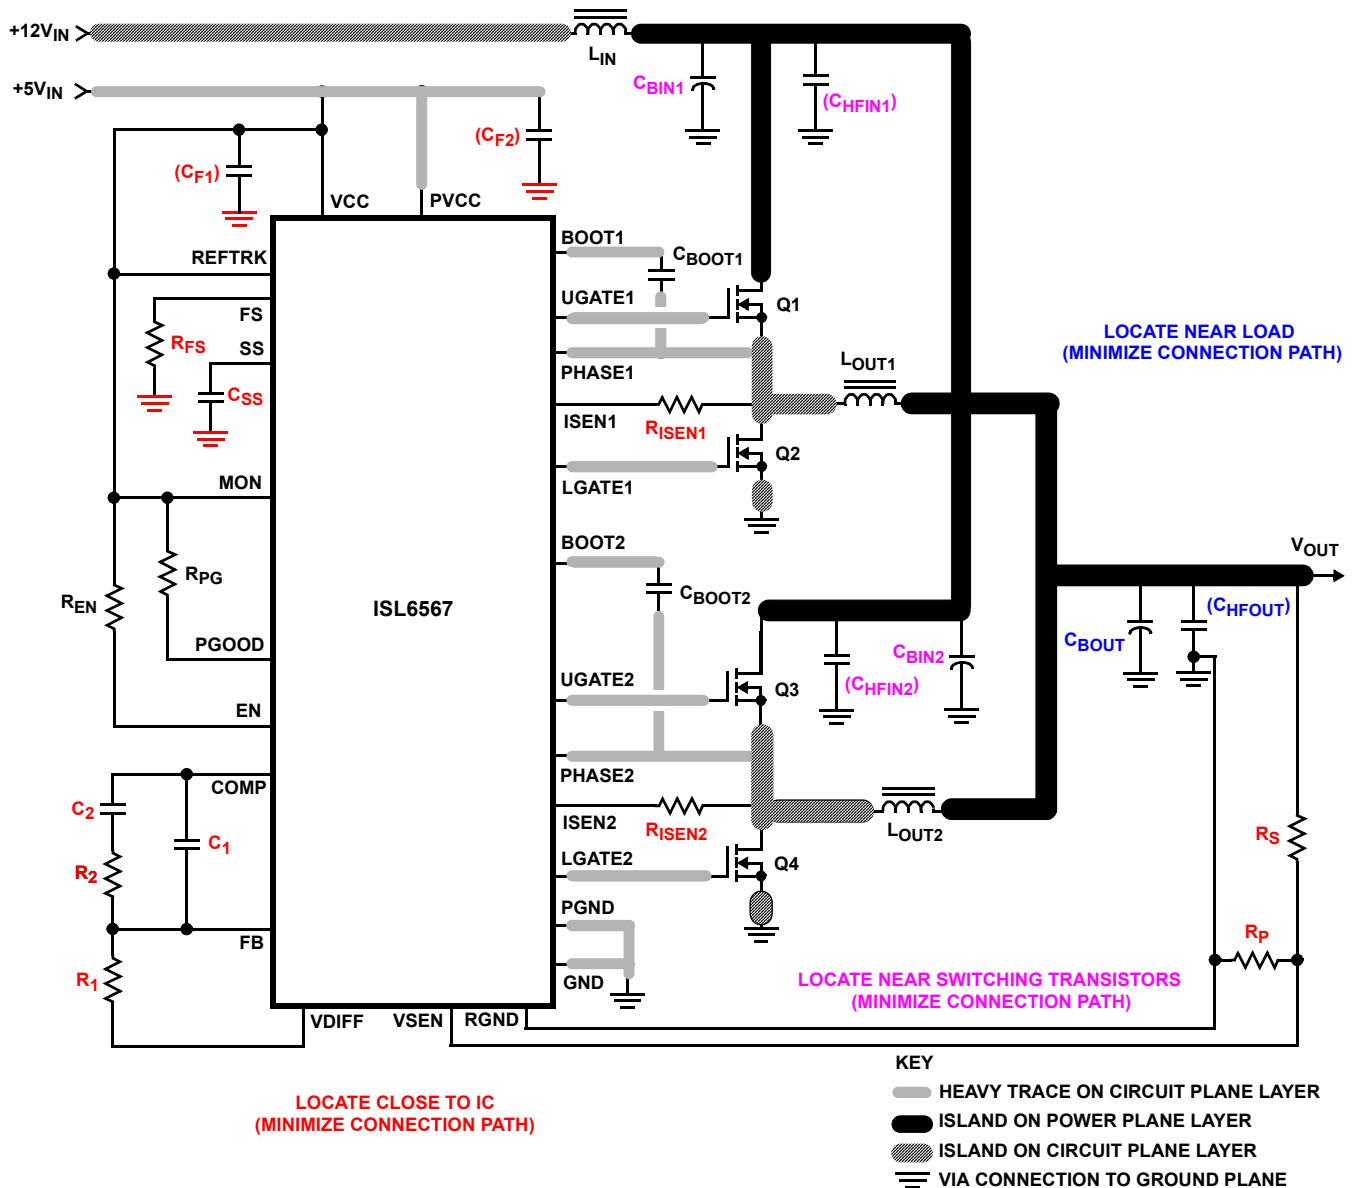 +12VIN
LIN
CBIN1
(CHFIN1)
+5VIN
(CF2)
(CF1)
VCC
PVCC
BOOT1
CBOOT1
REFTRK
UGATE1
Q1
FS
RFS
SS
PHASE1
LOCATE NEAR LOAD
(MINIMIZE CONNECTION PATH)
LOUT1
CSS
ISEN1
RISEN1
Q2
MON
LGATE1
BOOT2
VOUT
RPG
REN
ISL6567
CBOOT2
(CHFOUT)
CBOUT
PGOOD
CBIN2
UGATE2
Q3
(CHFIN2)
EN
PHASE2
COMP
C2
C1
ISEN2
RISEN2
LOUT2
RS
R2
LGATE2
Q4
PGND
FB
RP
R1
GND
LOCATE NEAR SWITCHING TRANSISTORS
(MINIMIZE CONNECTION PATH)
VDIFF
VSEN
RGND
KEY
HEAVY TRACE ON CIRCUIT PLANE LAYER
LOCATE CLOSE TO IC
(MINIMIZE CONNECTION PATH)
ISLAND ON POWER PLANE LAYER
ISLAND ON CIRCUIT PLANE LAYER
VIA CONNECTION TO GROUND PLANE